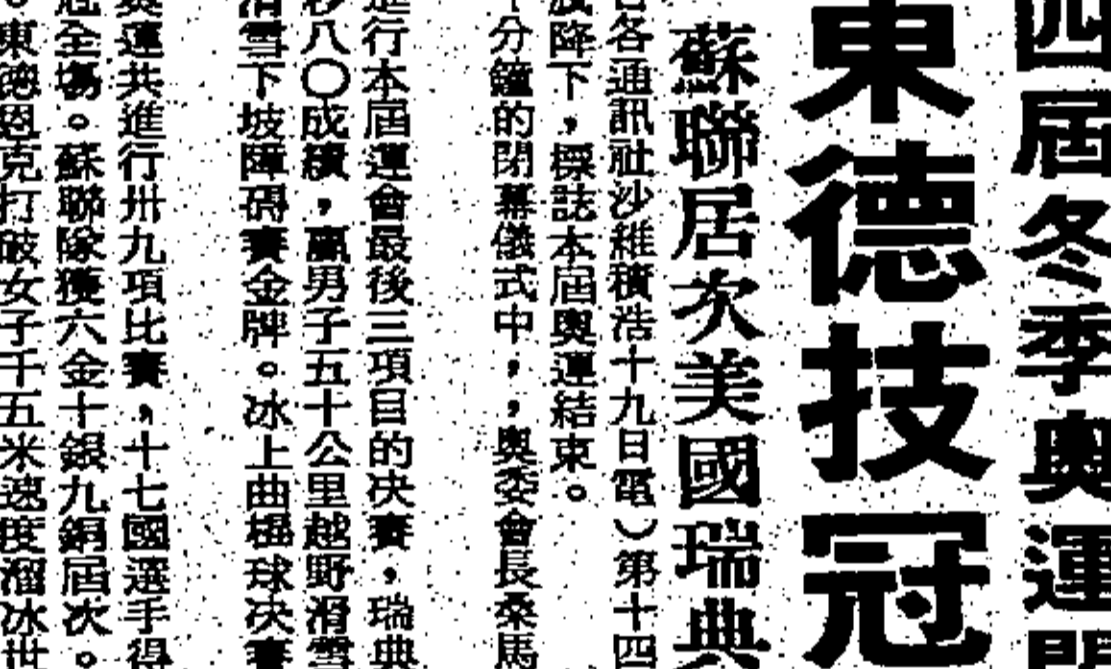 四屆冬季奧運閉
東德技冠
蘇聯居次美國瑞典
各通訊社沙維積浩十九日電︶第十四
旗降下，標誌本屆奧運結束。
十分鐘的閉幕儀式中，，奧委會長桑馬
進行本屆運會最後三項目的決賽，瑞典
秒八〇成績，贏男子五十公里越野滑雪
滑雪下坡障碍賽金牌。冰上曲棍球決賽
奧運共進行卅九項比賽，十七國選手得
冠全場。蘇聯隊獲六金十銀九銅居次。
。東德恩克打破女子千五米速度溜冰世